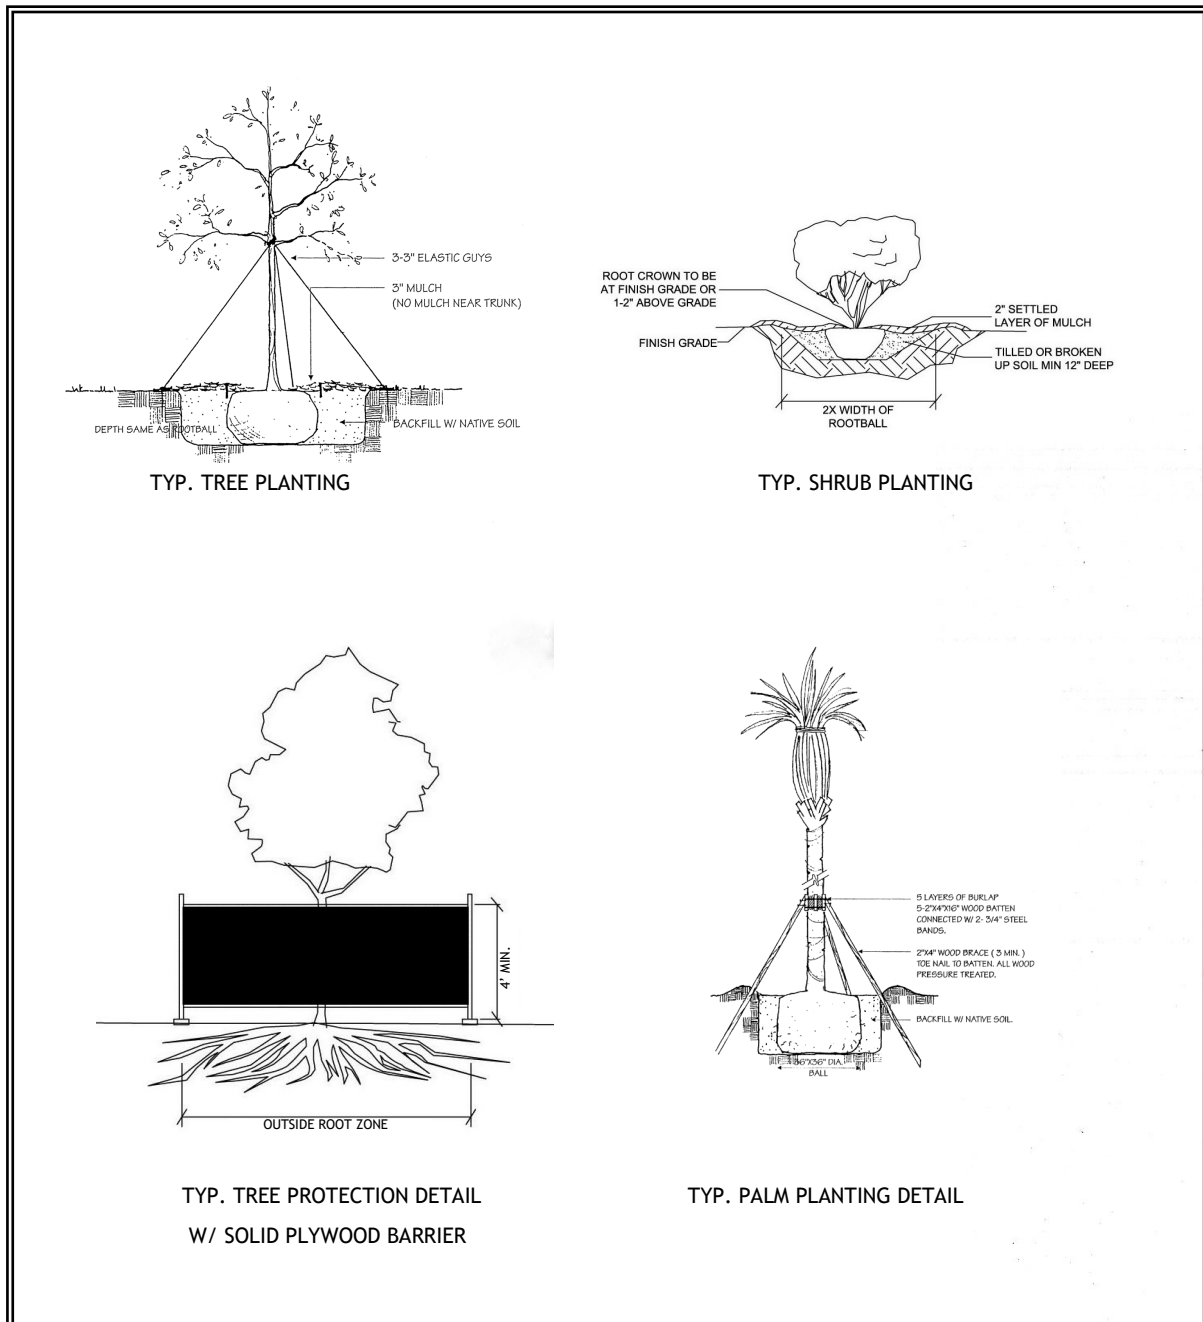 3-3" ELASTIC GUYS
3" MULCH
(NO MULCH NEAR TRUNK)
DEPTH SAME AS ROOTBALL
BACKFILL W/ NATIVE SOIL
TYP. TREE PLANTING
ROOT CROWN TO BE
AT FINISH GRADE OR
1-2" ABOVE GRADE
FINISH GRADE
2" SETTLED
LAYER OF MULCH
TILLED OR BROKEN
UP SOIL MIN 12" DEEP
2X WIDTH OF
ROOTBALL
TYP. SHRUB PLANTING
4' MIN.
OUTSIDE ROOT ZONE
TYP. TREE PROTECTION DETAIL
W/ SOLID PLYWOOD BARRIER
5 LAYERS OF BURLAP
5-2"X4"X16" WOOD BATTEN
CONNECTED W/ 2- 3/4" STEEL
BANDS.
2"X4" WOOD BRACE ( 3 MIN. )
TOE NAIL TO BATTEN. ALL WOOD
PRESSURE TREATED.
BACKFILL W/ NATIVE SOIL.
36"X36" DIA.
BALL
TYP. PALM PLANTING DETAIL